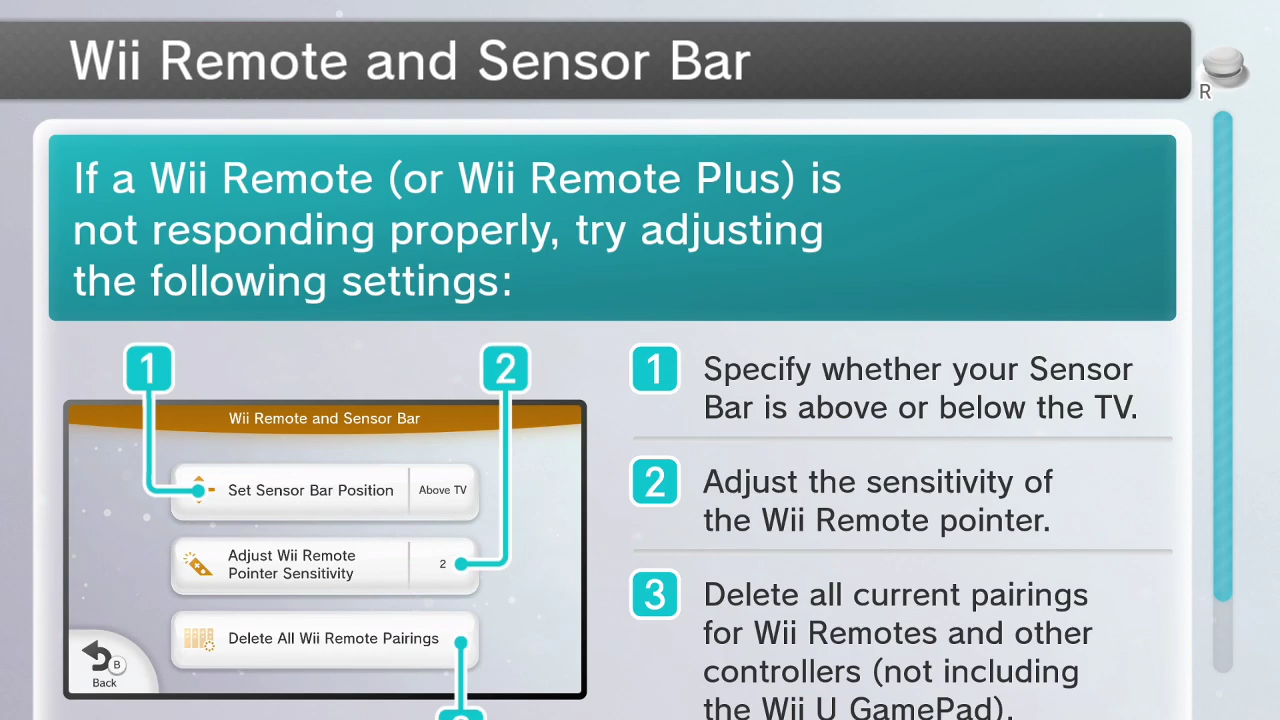 Wii Remote and Sensor Bar
R
If a Wii Remote (or Wii Remote Plus) is
not responding properly, try adjusting
the following settings:
1
2
Wii Remote and Sensor Bar
Set Sensor Bar Position
Above TV
Adjust Wii Remote
Pointer Sensitivity
2
Delete All Wii Remote Pairings
B
Back
1
Specify whether your Sensor
Bar is above or below the TV.
2
Adjust the sensitivity of
the Wii Remote pointer.
3
Delete all current pairings
for Wii Remotes and other
controllers (not including
the Wii U GamePad).